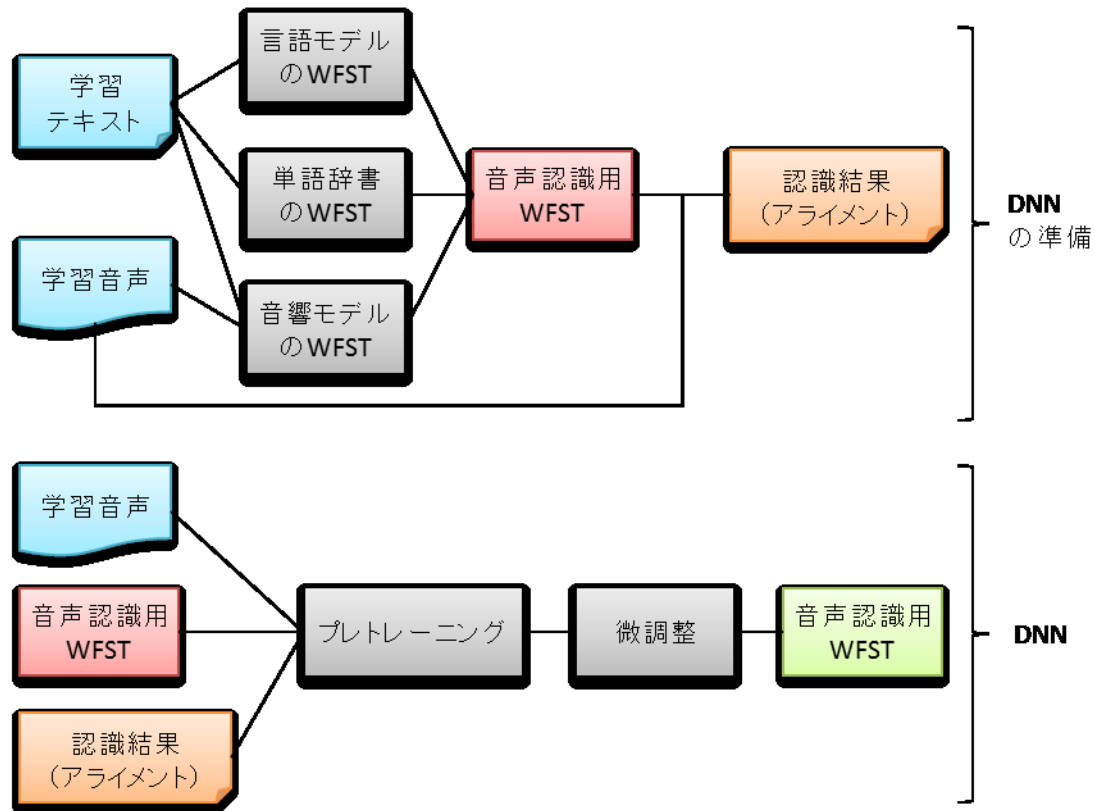 学習
テキスト
言語モデル
のWFST
単語辞書
のWFST
音声認識用
WFST
認識結果
(アライメント)
DNN
の準備
学習音声
音響モデル
のWFST
学習音声
音声認識用
WFST
プレトレーニング
微調整
音声認識用
WFST
DNN
認識結果
(アライメント)